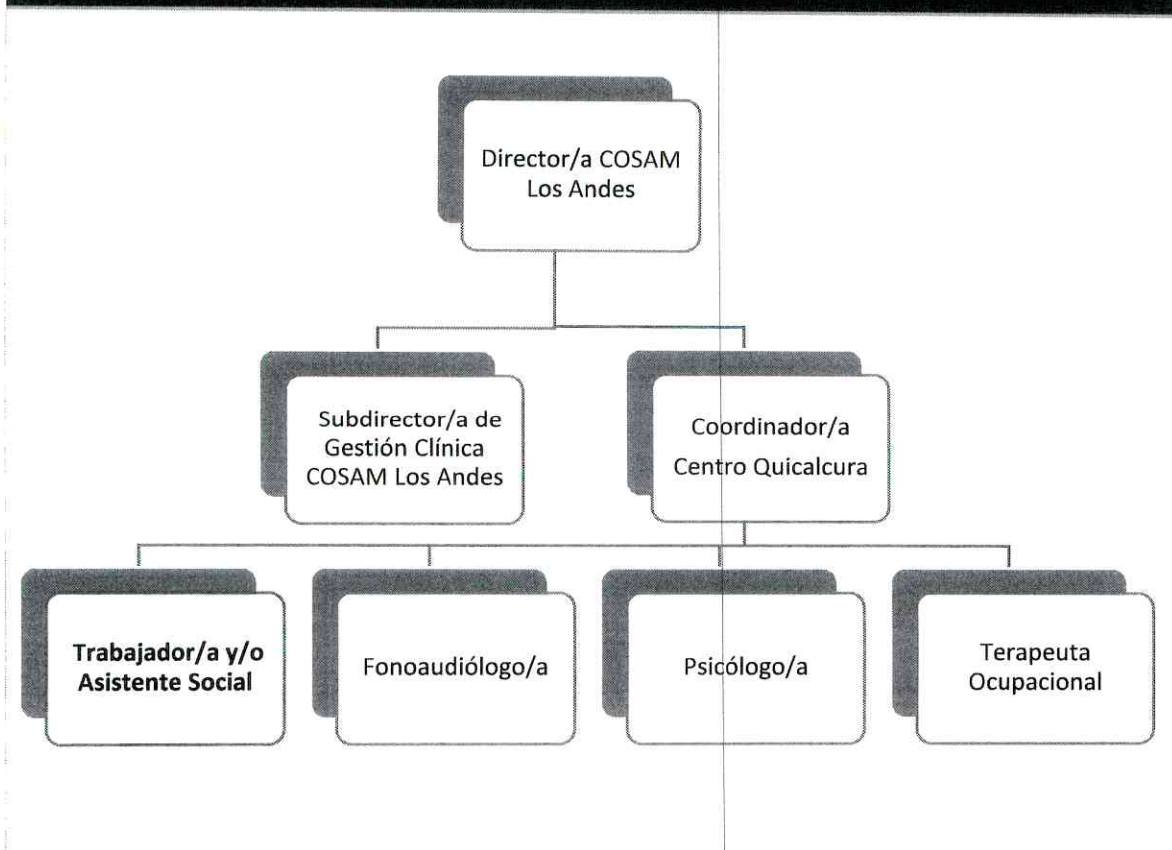 Director/a COSAM
Los Andes
Subdirector/a de
Gestión Clínica
COSAM Los Andes
Coordinador/a
Centro Quicalcura
Trabajador/a y/o
Asistente Social
Fonoaudiólogo/a
Psicólogo/a
Terapeuta
Ocupacional